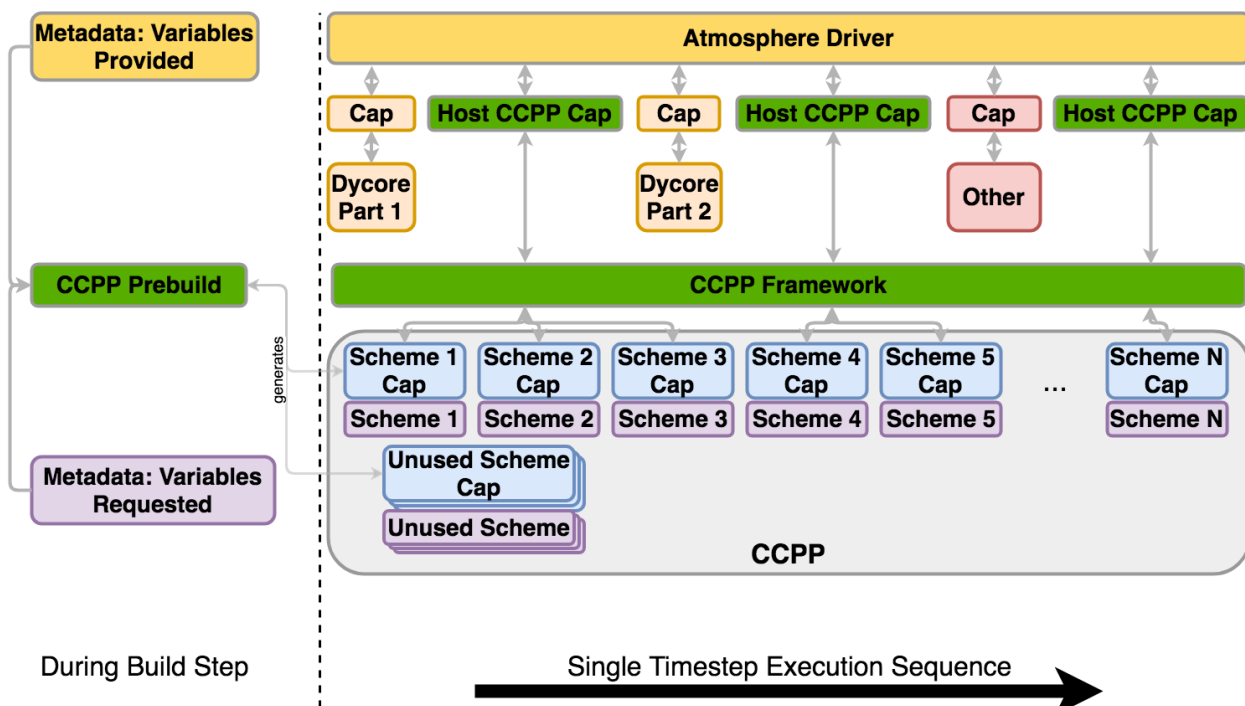 Metadata: Variables
Provided
Atmosphere Driver
Cap
Host CCPP Cap
Cap
Host CCPP Cap
Cap
Host CCPP Cap
Dycore
Part 1
Dycore
Part 2
Other
CCPP Prebuild
CCPP Framework
generates
Scheme 1
Cap
Scheme 2
Cap
Scheme 3
Cap
Scheme 4
Cap
Scheme 5
Cap
...
Scheme N
Cap
Scheme 1
Scheme 2
Scheme 3
Scheme 4
Scheme 5
Scheme N
Metadata: Variables
Requested
Unused Scheme
Cap
Unused Scheme
CCPP
During Build Step
Single Timestep Execution Sequence